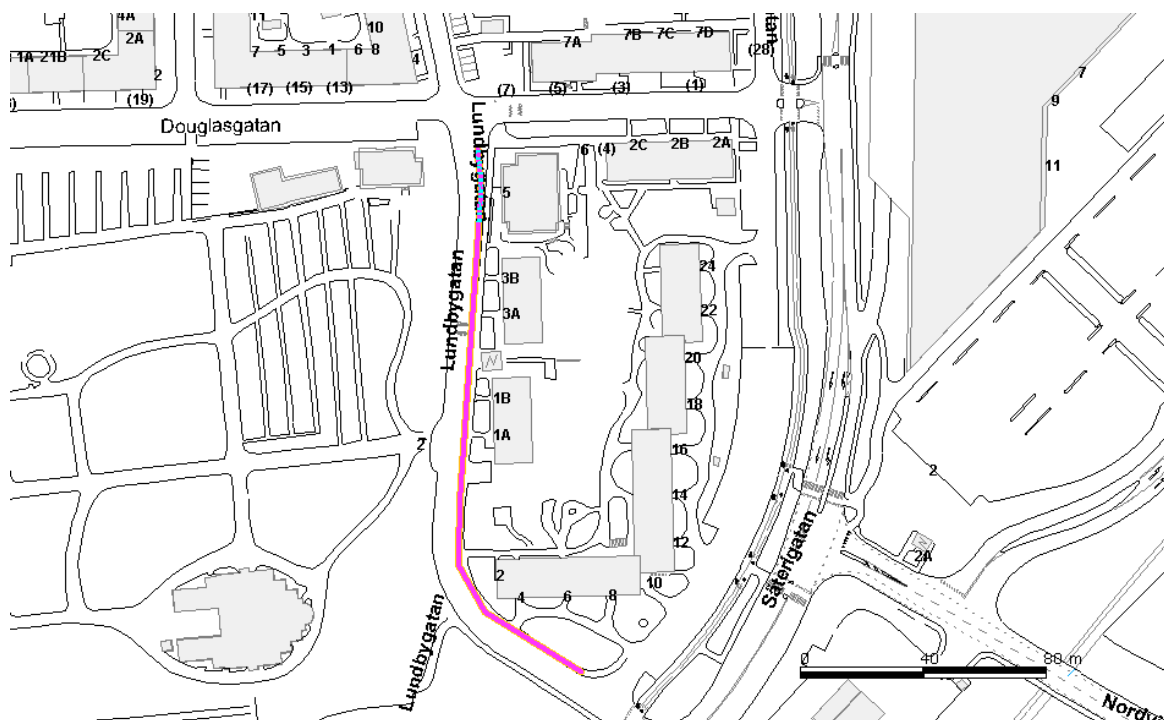 11
4A
2A
10
7
5
3
1
6
8
4
1A
21B
2C
2
(19)
(17)
(15)
(13)
7A
7B
7C
7D
(28)
(7)
(5)
(3)
(1)
7
9
11
Douglasgatan
Lundbygatan
6
(4)
2C
2B
2A
5
3B
3A
Lundbygatan
24
22
20
18
16
14
12
10
1B
1A
2
2
2
4
6
8
2A
Säterigatan
Lundbygatan
0
40
80 m